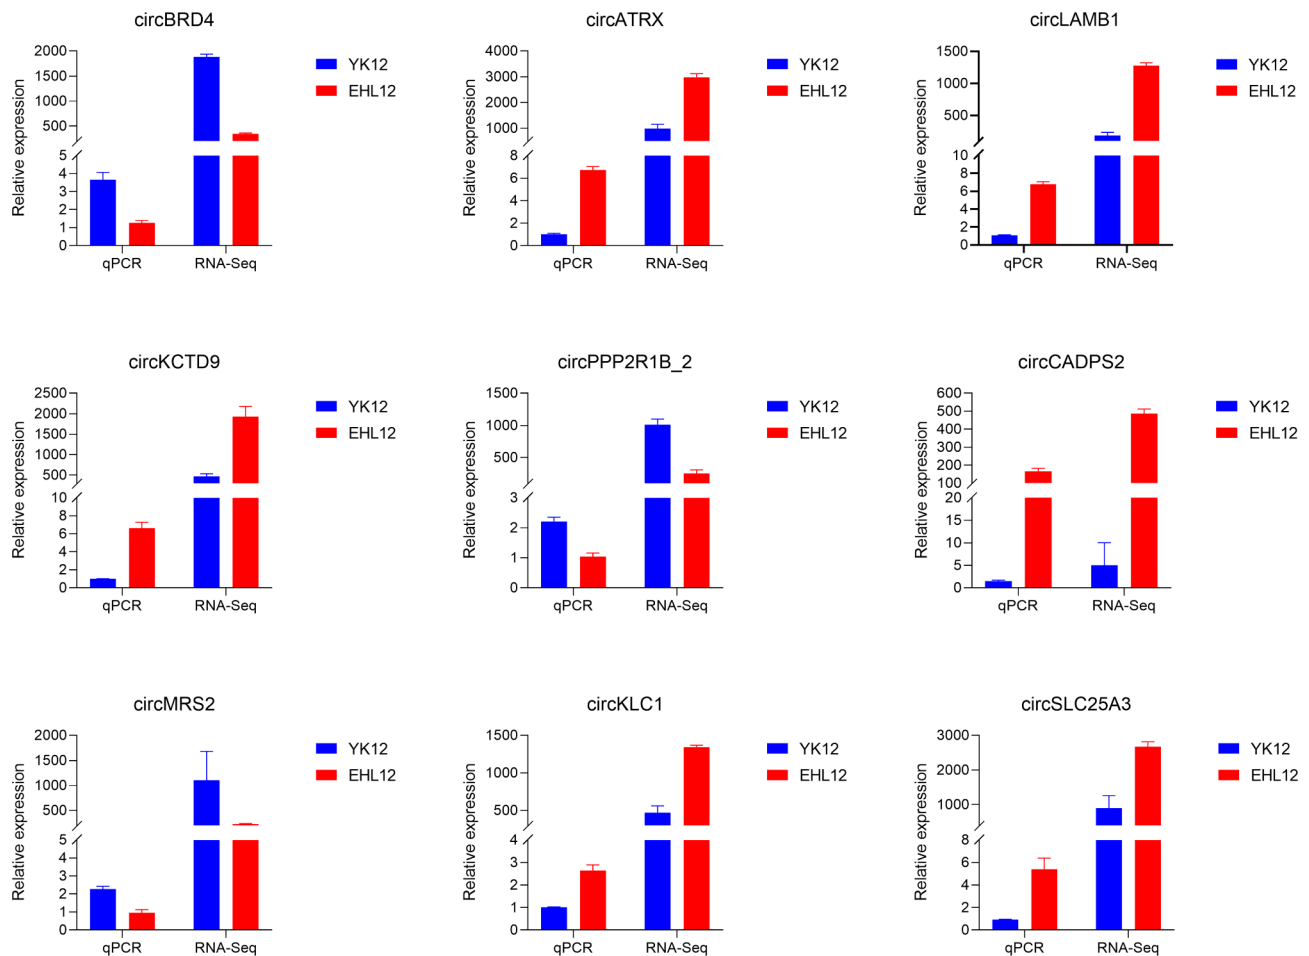 circBRD4
Relative expression
2000
1500
1000
500
5
4
3
2
1
0
qPCR
RNA-Seq
YK12
EHL12
circATRX
Relative expression
4000
3000
2000
1000
8
6
4
2
0
qPCR
RNA-Seq
YK12
EHL12
circLAMB1
Relative expression
1500
1000
500
10
8
6
4
2
0
qPCR
RNA-Seq
YK12
EHL12
circKCTD9
Relative expression
2500
2000
1500
1000
500
10
8
6
4
2
0
qPCR
RNA-Seq
YK12
EHL12
circPPP2R1B_2
Relative expression
1500
1000
500
3
2
1
0
qPCR
RNA-Seq
YK12
EHL12
circCADPS2
Relative expression
600
500
400
300
200
100
20
15
10
5
0
qPCR
RNA-Seq
YK12
EHL12
circMRS2
Relative expression
2000
1500
1000
500
5
4
3
2
1
0
qPCR
RNA-Seq
YK12
EHL12
circKLC1
Relative expression
1500
1000
500
4
3
2
1
0
qPCR
RNA-Seq
YK12
EHL12
circSLC25A3
Relative expression
3000
2000
1000
8
6
4
2
0
qPCR
RNA-Seq
YK12
EHL12